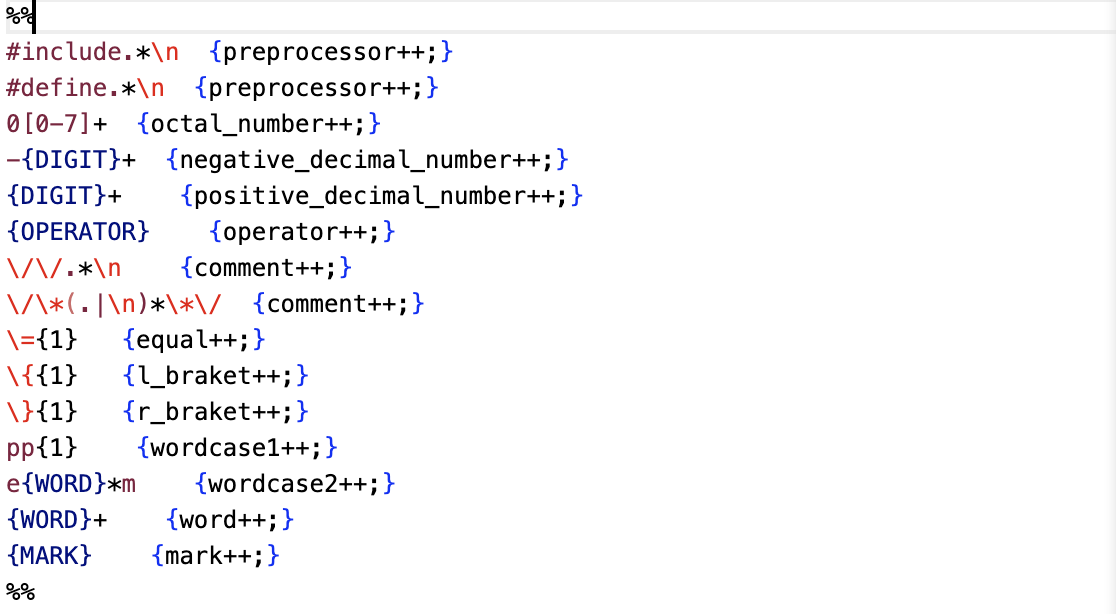 %%
#include.*\n  {preprocessor++;}
#define.*\n  {preprocessor++;}
0[0-7]+  {octal_number++;}
-{DIGIT}+  {negative_decimal_number++;}
{DIGIT}+    {positive_decimal_number++;}
{OPERATOR}    {operator++;}
\/\/.*\n    {comment++;}
\/\*(.|\n)*\*\/  {comment++;}
\={1}   {equal++;}
\{{1}   {l_braket++;}
\}{1}   {r_braket++;}
pp{1}    {wordcase1++;}
e{WORD}*m    {wordcase2++;}
{WORD}+    {word++;}
{MARK}    {mark++;}
%%